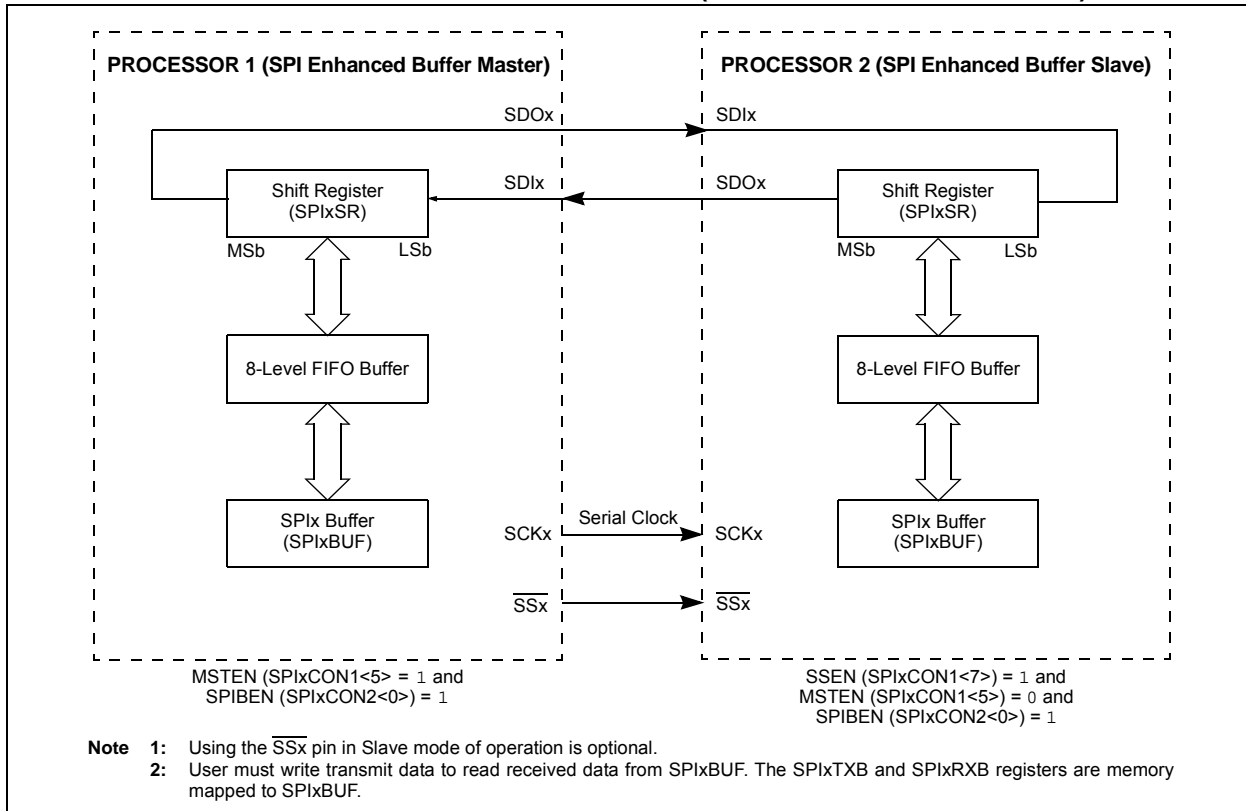 PROCESSOR 1 (SPI Enhanced Buffer Master)
PROCESSOR 2 (SPI Enhanced Buffer Slave)
SDOx
SDIx
Shift Register
(SPIxSR)
SDIx
SDOx
Shift Register
(SPIxSR)
MSb
LSb
MSb
LSb
8-Level FIFO Buffer
8-Level FIFO Buffer
SPIx Buffer
(SPIxBUF)
SCKx
Serial Clock
SCKx
SPIx Buffer
(SPIxBUF)
SSx
SSx
MSTEN (SPIxCON1<5> = 1 and
SPIBEN (SPIxCON2<0>) = 1
SSEN (SPIxCON1<7>) = 1 and
MSTEN (SPIxCON1<5>) = 0 and
SPIBEN (SPIxCON2<0>) = 1
Note 1: Using the SSx pin in Slave mode of operation is optional.
2: User must write transmit data to read received data from SPIxBUF. The SPIxTXB and SPIxRXB registers are memory
mapped to SPIxBUF.